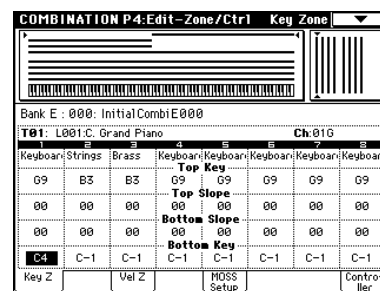 COMBINATION P4:Edit-Zone/Ctrl Key Zone
Bank E : 000: InitialCombiE000
T01: L001:C. Grand Piano Ch:01G
1 2 3 4 5 6 7 8
Keyboar Strings Brass Keyboar Keyboar Keyboar Keyboar Keyboar
Top Key
G9 B3 B3 G9 G9 G9 G9 G9
Top Slope
00 00 00 00 00 00 00 00
Bottom Slope
00 00 00 00 00 00 00 00
Bottom Key
C4 C-1 C-1 C-1 C-1 C-1 C-1 C-1
Key Z Vel Z MOSS Setup Controller